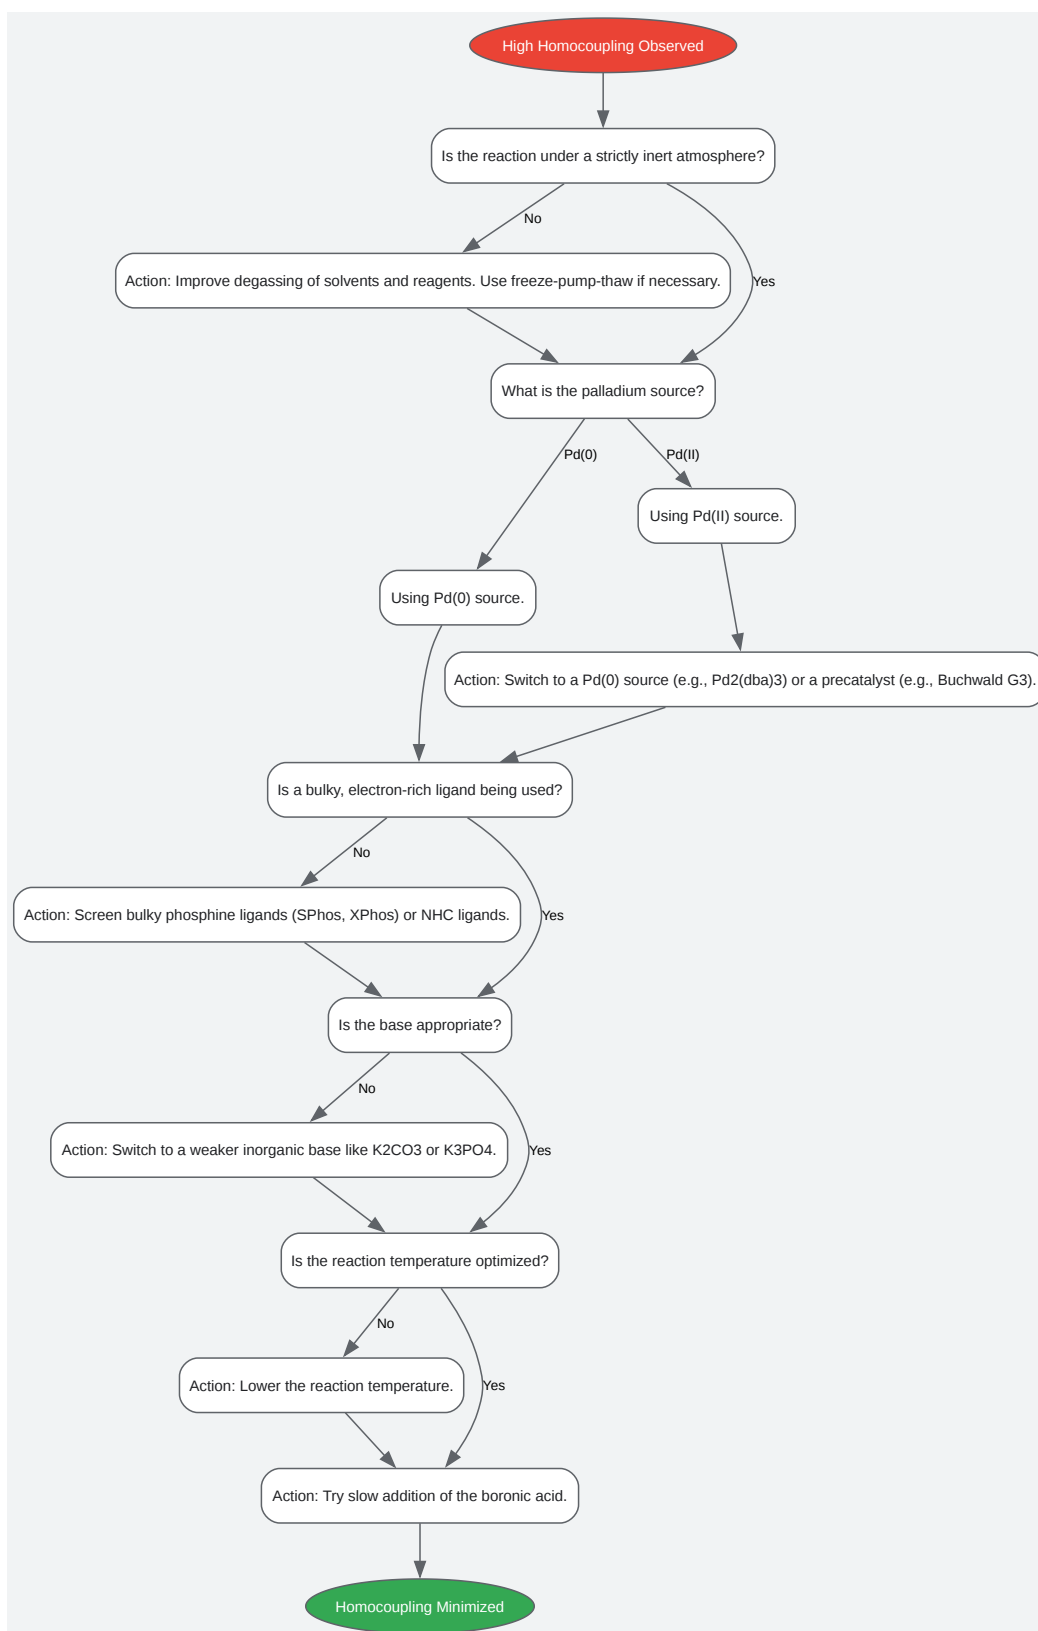 High Homocoupling Observed
Is the reaction under a strictly inert atmosphere?
No
Action: Improve degassing of solvents and reagents. Use freeze-pump-thaw if necessary.
Yes
What is the palladium source?
Pd(0)
Pd(II)
Using Pd(II) source.
Using Pd(0) source.
Action: Switch to a Pd(0) source (e.g., Pd2(dba)3) or a precatalyst (e.g., Buchwald G3).
Is a bulky, electron-rich ligand being used?
No
Action: Screen bulky phosphine ligands (SPhos, XPhos) or NHC ligands.
Yes
Is the base appropriate?
No
Action: Switch to a weaker inorganic base like K2CO3 or K3PO4.
Yes
Is the reaction temperature optimized?
No
Action: Lower the reaction temperature.
Yes
Action: Try slow addition of the boronic acid.
Homocoupling Minimized